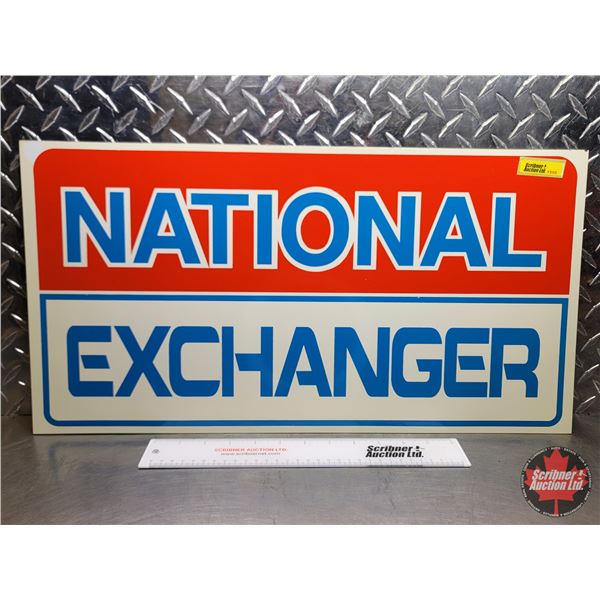 Scribner
Auction Ltd.
NATIONAL
EXCHANGER
SCRIBNER AUCTION LTD.
www.scribnernet.com
Scribner
Auction Ltd.
Scribner
Auction Ltd.